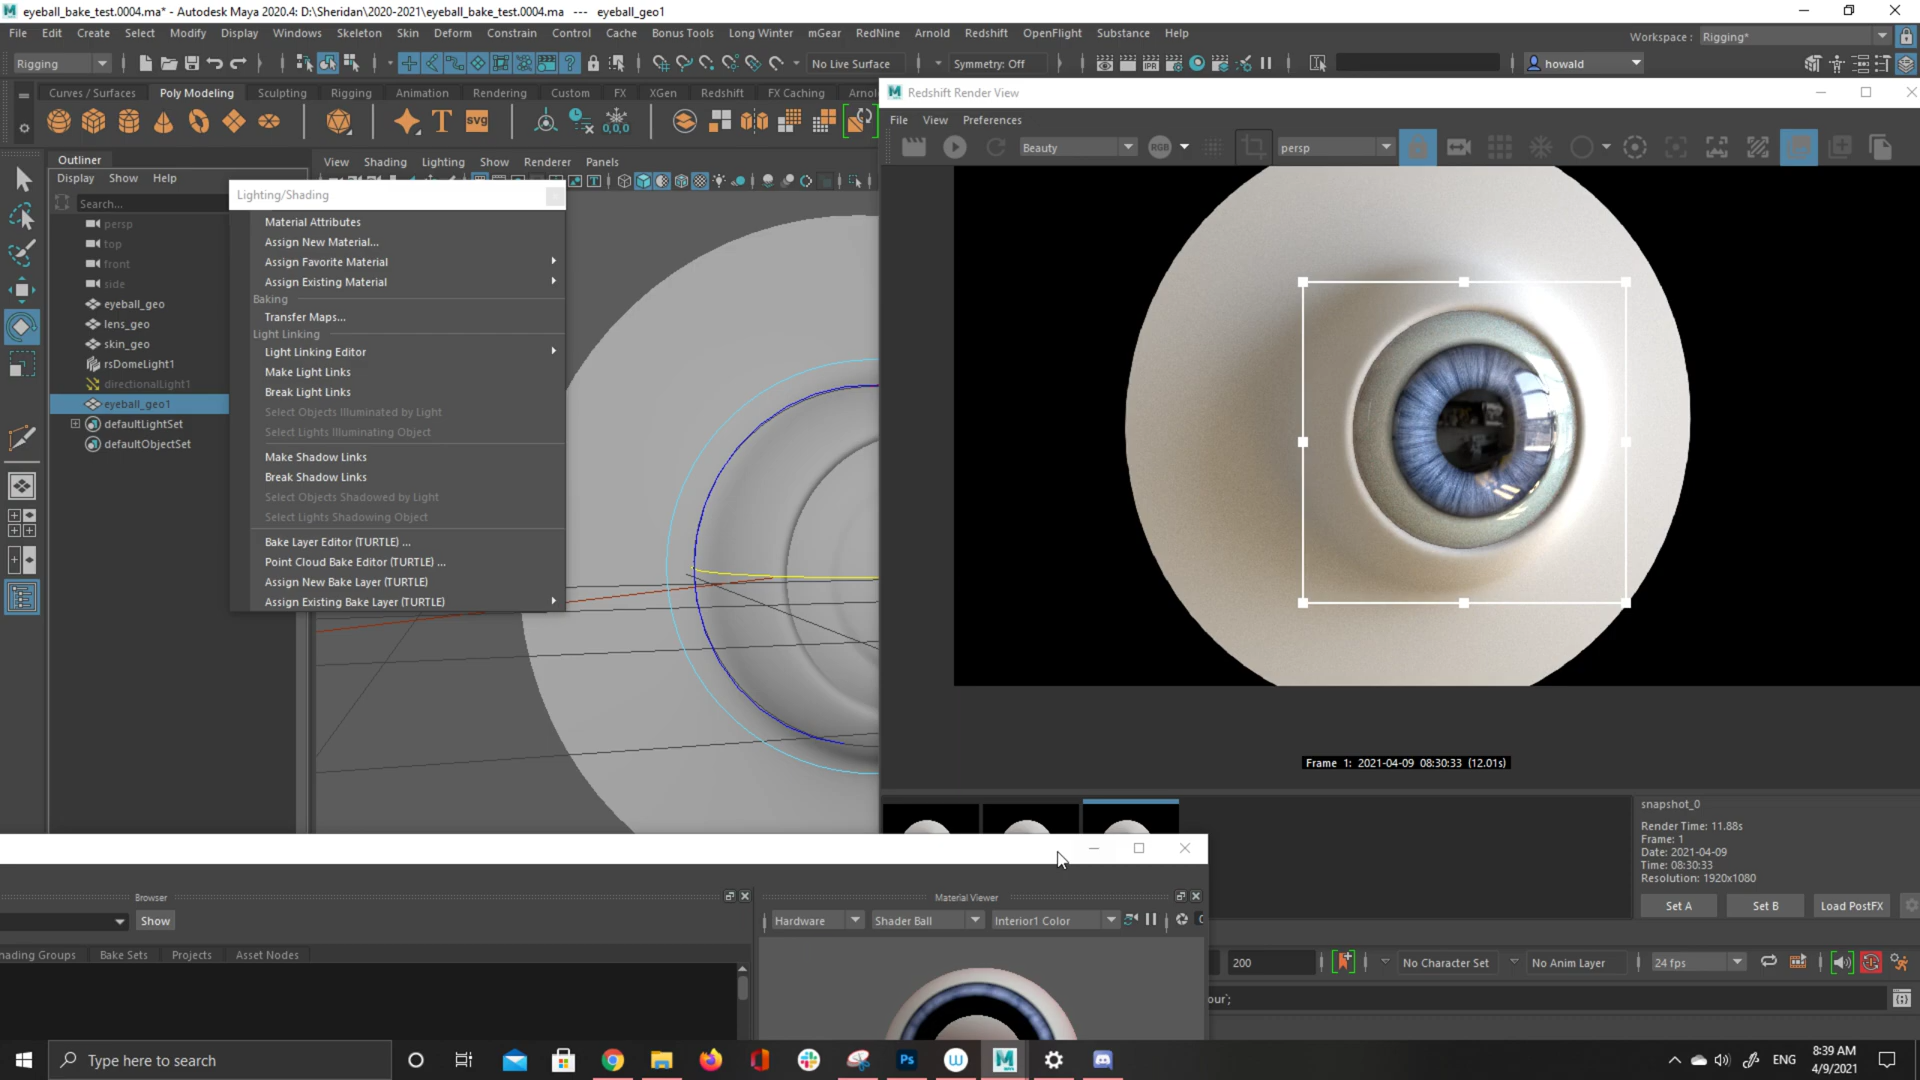 eyeball_bake_test.0004.ma* - Autodesk Maya 2020.4: D:\Sheridan\2020-2021\eyeball_bake_test.0004.ma --- eyeball_geo1
File Edit Create Select Modify Display Windows Skeleton Skin Deform Constrain Control Cache Bonus Tools Long Winter mGear RedNine Arnold Redshift OpenFlight Substance Help
Workspace : Rigging*
Rigging
No Live Surface
Symmetry: Off
howald
Curves / Surfaces Poly Modeling Sculpting Rigging Animation Rendering Custom FX XGen Redshift FX Caching Arnol
T svg 0,0,0
Redshift Render View
File View Preferences
Beauty
RGB
persp
Outliner
Display Show Help
Search...
persp
top
front
side
eyeball_geo
lens_geo
skin_geo
rsDomeLight1
directionalLight1
eyeball_geo1
defaultLightSet
defaultObjectSet
View Shading Lighting Show Renderer Panels
Lighting/Shading
Material Attributes
Assign New Material...
Assign Favorite Material
Assign Existing Material
Baking
Transfer Maps...
Light Linking
Light Linking Editor
Make Light Links
Break Light Links
Select Objects Illuminated by Light
Select Lights Illuminating Object
Make Shadow Links
Break Shadow Links
Select Objects Shadowed by Light
Select Lights Shadowing Object
Bake Layer Editor (TURTLE) ...
Point Cloud Bake Editor (TURTLE) ...
Assign New Bake Layer (TURTLE)
Assign Existing Bake Layer (TURTLE)
Frame 1: 2021-04-09 08:30:33 (12.01s)
snapshot_0
Render Time: 11.88s
Frame: 1
Date: 2021-04-09
Time: 08:30:33
Resolution: 1920x1080
Set A Set B Load PostFX
Browser
Show
Material Viewer
Hardware Shader Ball Interior1 Color
hading Groups Bake Sets Projects Asset Nodes
200
No Character Set
No Anim Layer
24 fps
our';
Type here to search
Ps
ENG
8:39 AM
4/9/2021